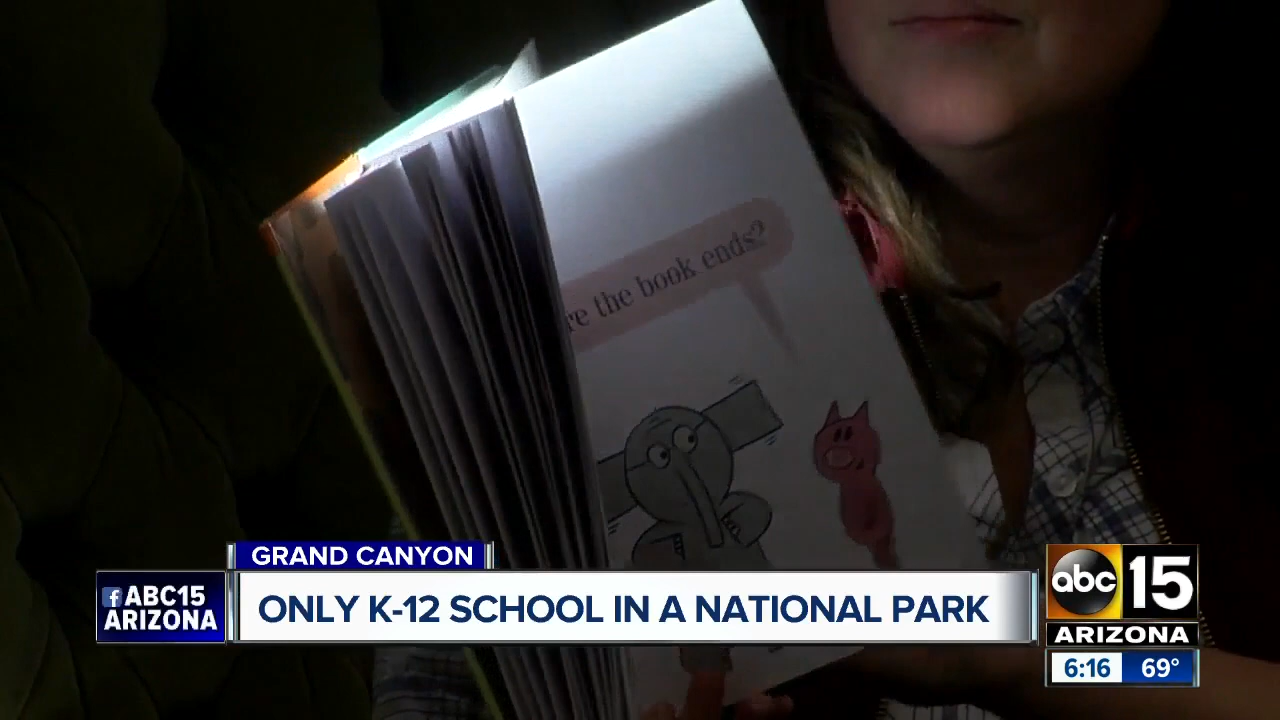 re the book ends?
GRAND CANYON
f ABC15
ARIZONA
ONLY K-12 SCHOOL IN A NATIONAL PARK
abc 15
ARIZONA
6:16 69°